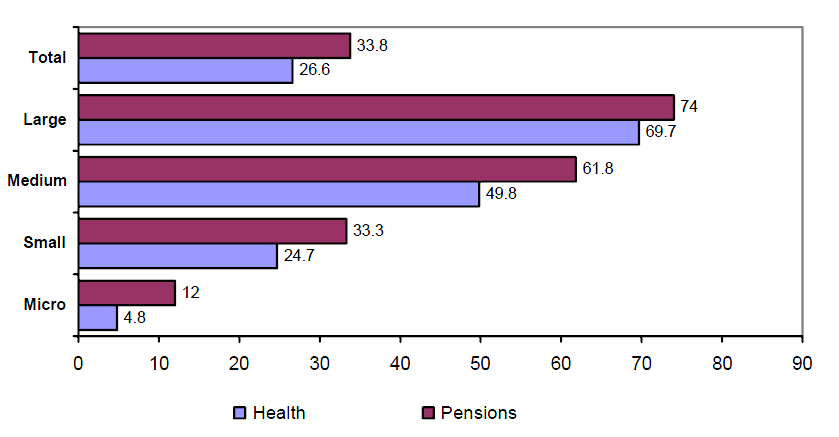 Total
33.8
26.6
Large
74
69.7
Medium
61.8
49.8
Small
33.3
24.7
Micro
12
4.8
0 10 20 30 40 50 60 70 80 90
Health Pensions